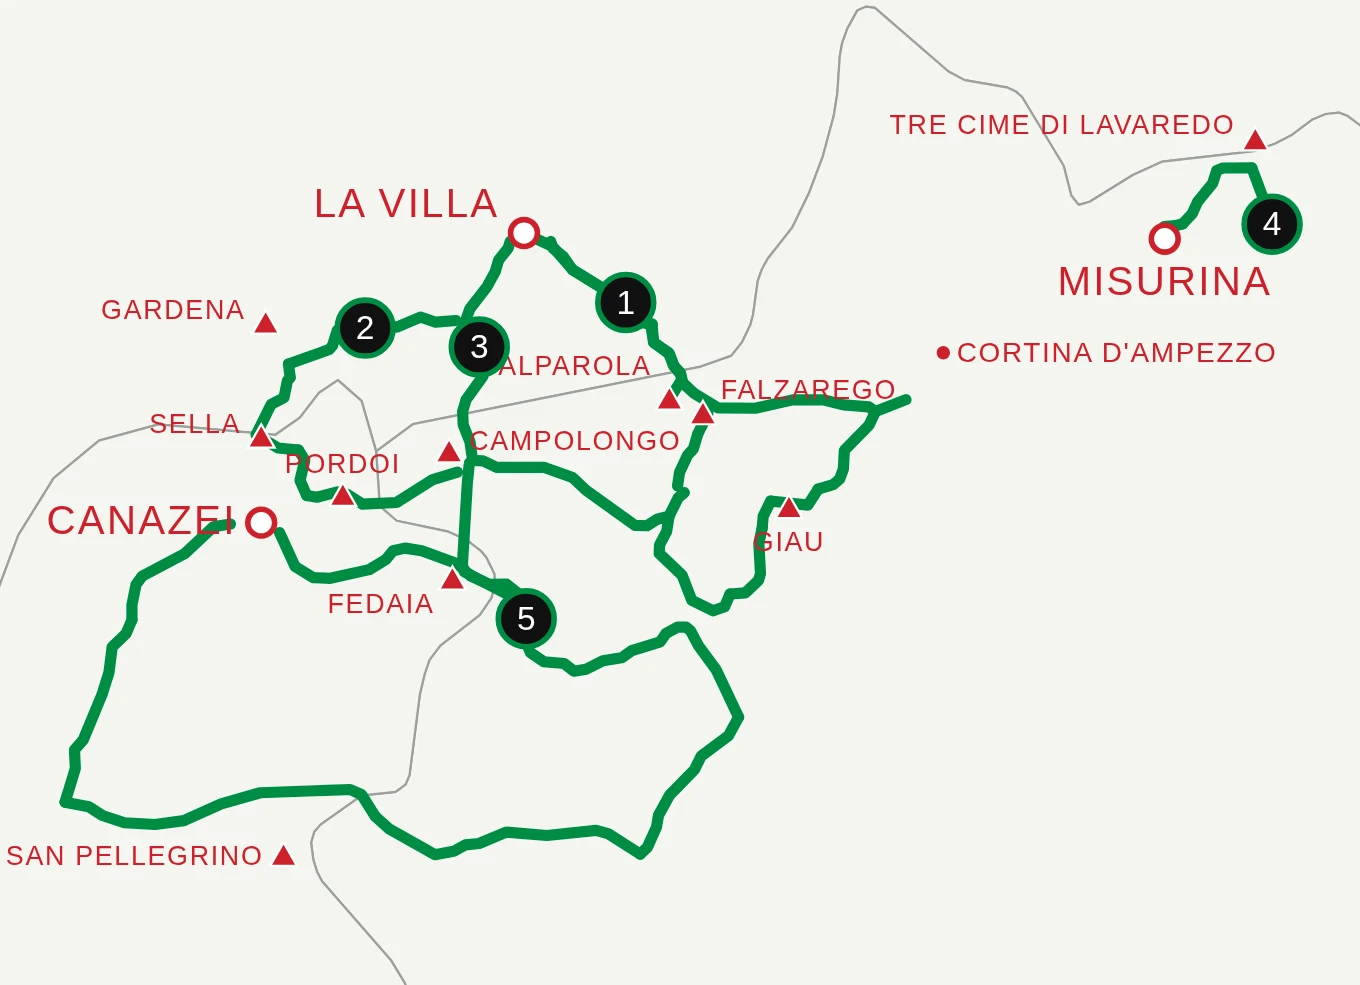 TRE CIME DI LAVAREDO
LA VILLA
4
MISURINA
GARDENA
1
2
3
ALPAROLA
CORTINA D'AMPEZZO
FALZAREGO
SELLA
CAMPOLONGO
PORDOI
CANAZEI
GIAU
FEDAIA
5
SAN PELLEGRINO